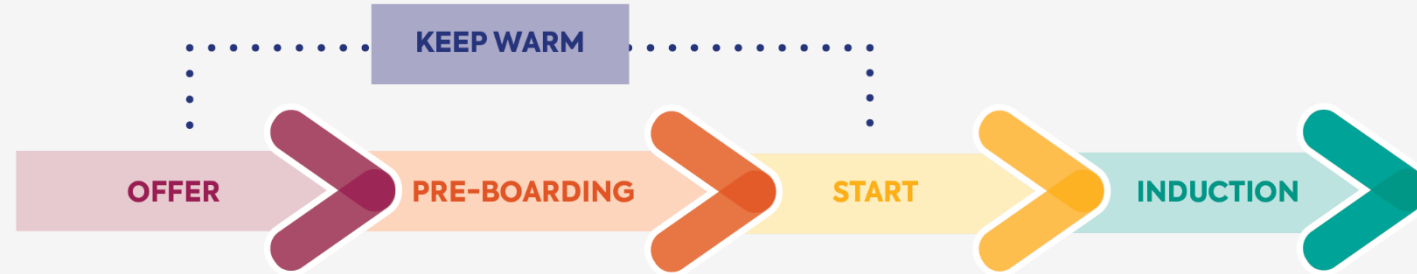 KEEP WARM
OFFER
PRE-BOARDING
START
INDUCTION